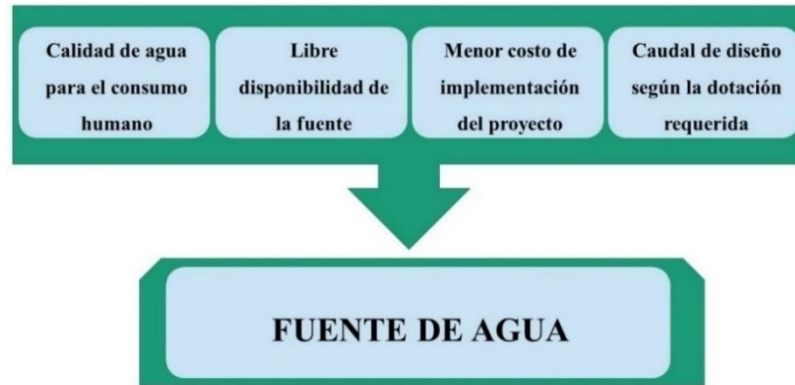 Calidad de agua
para el consumo
humano
Libre
disponibilidad de
la fuente
Menor costo de
implementación
del proyecto
Caudal de diseño
según la dotación
requerida
FUENTE DE AGUA